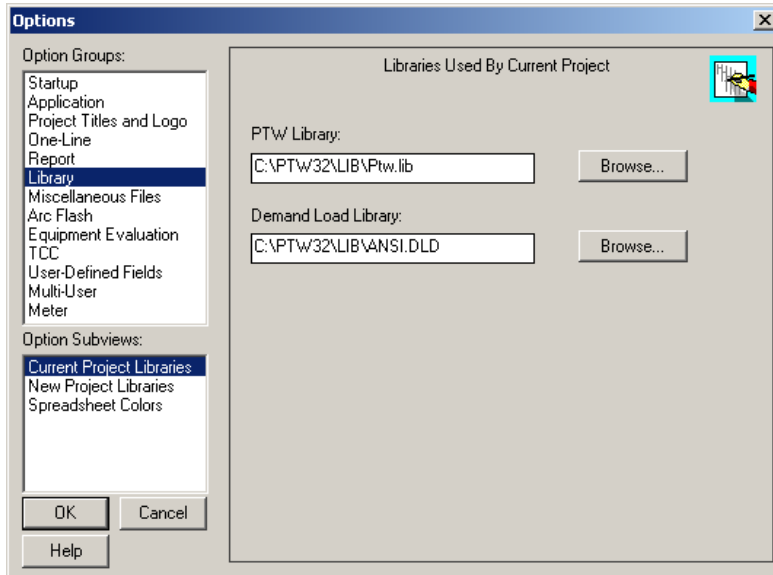 Options
Option Groups:
Startup
Application
Project Titles and Logo
One-Line
Report
Library
Miscellaneous Files
Arc Flash
Equipment Evaluation
TCC
User-Defined Fields
Multi-User
Meter
Option Subviews:
Current Project Libraries
New Project Libraries
Spreadsheet Colors
OK
Cancel
Help
Libraries Used By Current Project
PTW Library:
C:\PTW32\LIB\Ptw.lib
Browse...
Demand Load Library:
C:\PTW32\LIB\ANSI.DLD
Browse...